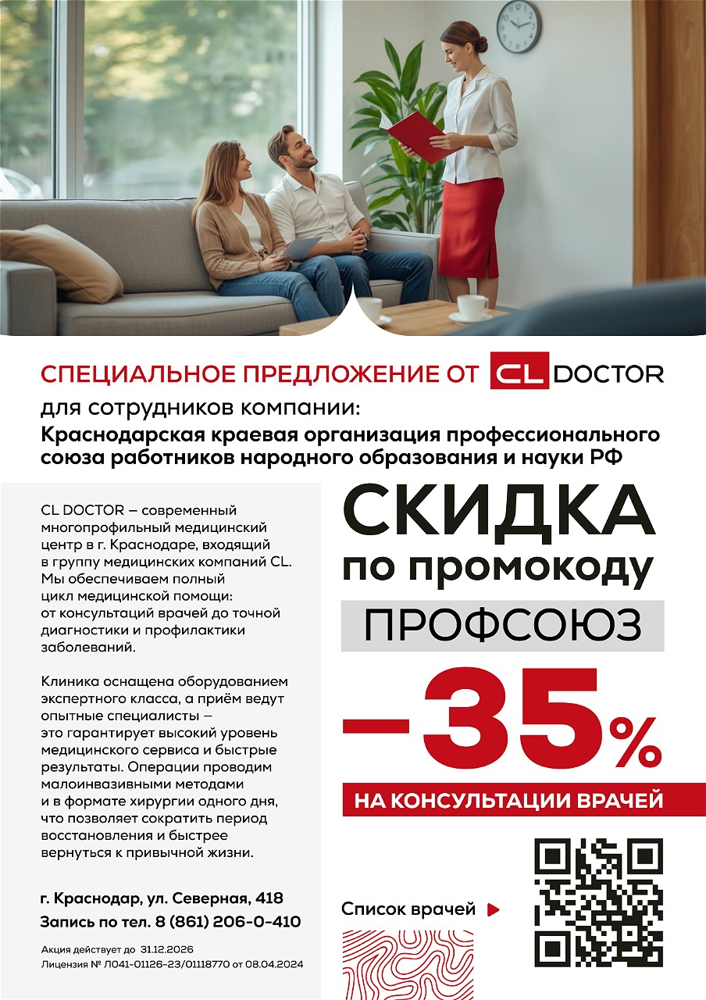 СПЕЦИАЛЬНОЕ ПРЕДЛОЖЕНИЕ ОТ CL DOCTOR
для сотрудников компании:
Краснодарская краевая организация профессионального
союза работников народного образования и науки РФ
CL DOCTOR — современный
многопрофильный медицинский
центр в г. Краснодаре, входящий
в группу медицинских компаний CL.
Мы обеспечиваем полный
цикл медицинской помощи:
от консультаций врачей до точной
диагностики и профилактики
заболеваний.
Клиника оснащена оборудованием
экспертного класса, а приём ведут
опытные специалисты —
это гарантирует высокий уровень
медицинского сервиса и быстрые
результаты. Операции проводим
малоинвазивными методами
и в формате хирургии одного дня,
что позволяет сократить период
восстановления и быстрее
вернуться к привычной жизни.
г. Краснодар, ул. Северная, 418
Запись по тел. 8 (861) 206-0-410
Акция действует до 31.12.2026
Лицензия № Л041-01126-23/01118770 от 08.04.2024
СКИДКА
по промокоду
ПРОФСОЮЗ
–35%
НА КОНСУЛЬТАЦИИ ВРАЧЕЙ
Список врачей